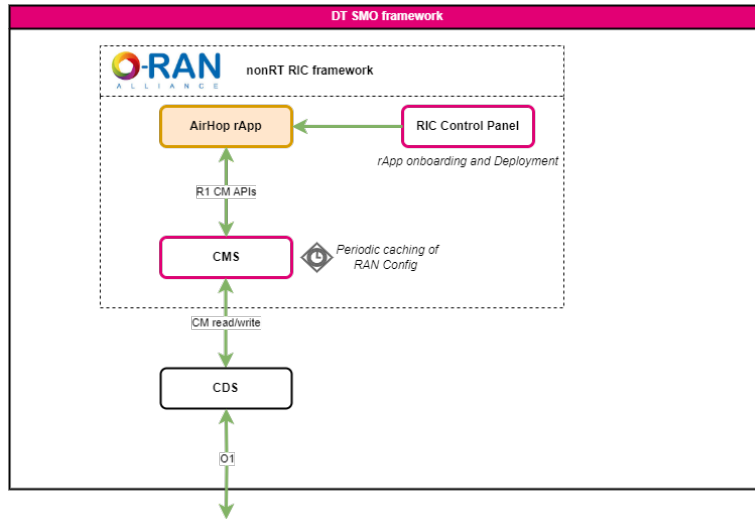 DT SMO framework
O-RAN
ALLIANCE
nonRT RIC framework
AirHop rApp
RIC Control Panel
rApp onboarding and Deployment
R1 CM APIs
CMS
Periodic caching of
RAN Config
CM read/write
CDS
O1